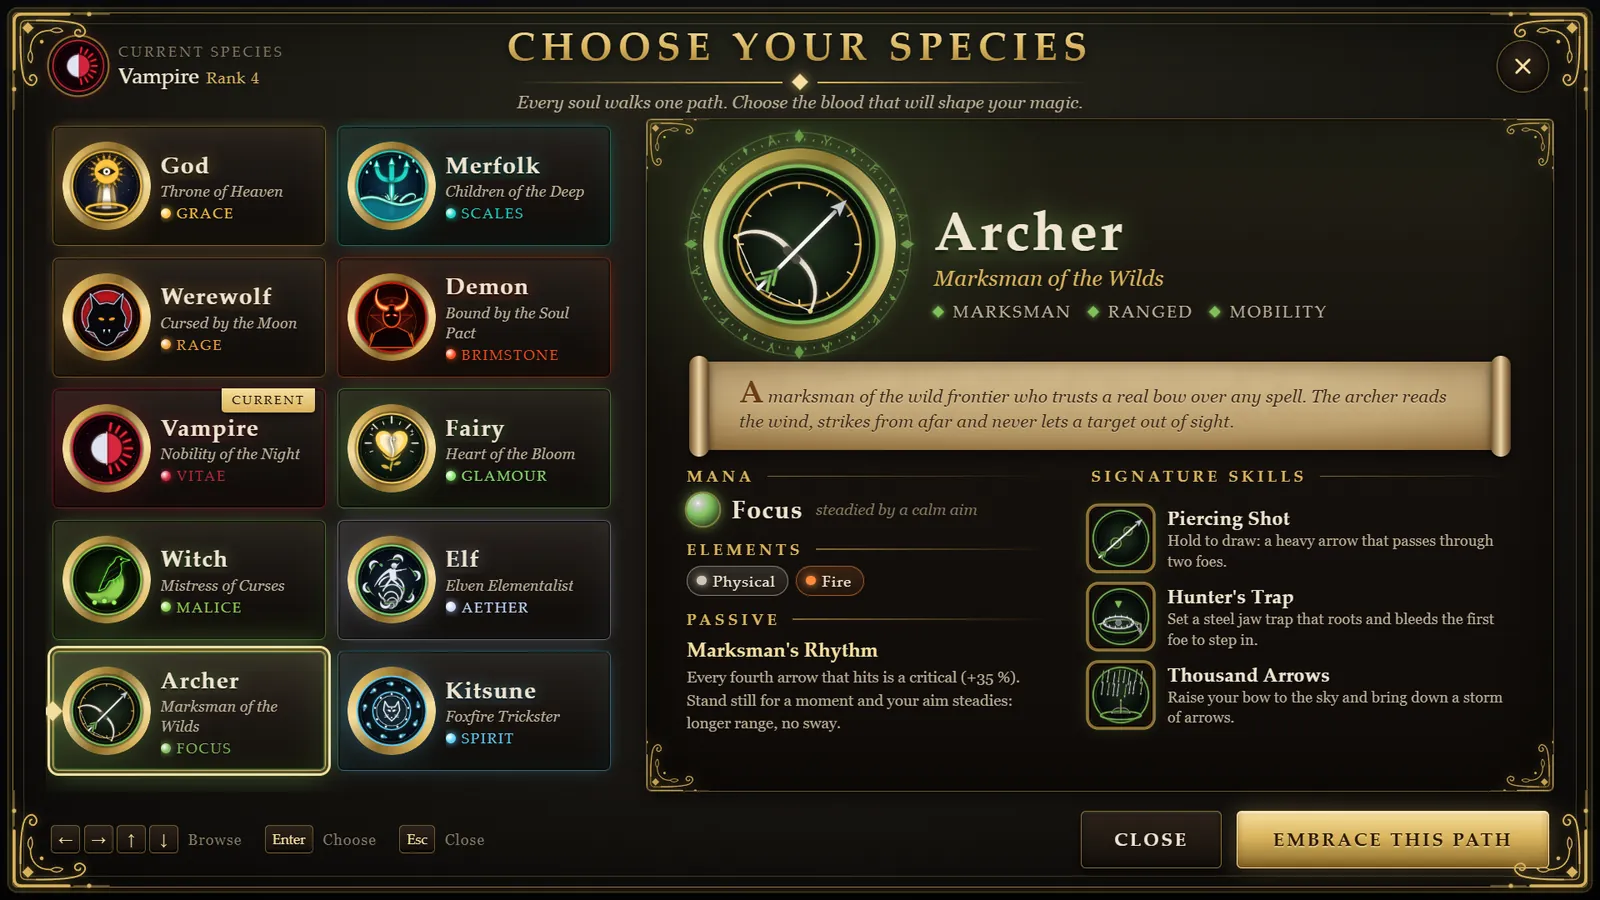 CURRENT SPECIES
Vampire Rank 4
CHOOSE YOUR SPECIES
Every soul walks one path. Choose the blood that will shape your magic.
God
Throne of Heaven
GRACE
Merfolk
Children of the Deep
SCALES
Werewolf
Cursed by the Moon
RAGE
Demon
Bound by the Soul
Pact
BRIMSTONE
CURRENT
Vampire
Nobility of the Night
VITAE
Fairy
Heart of the Bloom
GLAMOUR
Witch
Mistress of Curses
MALICE
Elf
Elven Elementalist
AETHER
Archer
Marksman of the
Wilds
FOCUS
Kitsune
Foxfire Trickster
SPIRIT
Archer
Marksman of the Wilds
MARKSMAN RANGED MOBILITY
A marksman of the wild frontier who trusts a real bow over any spell. The archer reads
the wind, strikes from afar and never lets a target out of sight.
MANA
Focus steadied by a calm aim
ELEMENTS
Physical Fire
PASSIVE
Marksman's Rhythm
Every fourth arrow that hits is a critical (+35 %).
Stand still for a moment and your aim steadies:
longer range, no sway.
SIGNATURE SKILLS
Piercing Shot
Hold to draw: a heavy arrow that passes through
two foes.
Hunter's Trap
Set a steel jaw trap that roots and bleeds the first
foe to step in.
Thousand Arrows
Raise your bow to the sky and bring down a storm
of arrows.
← → ↑ ↓ Browse Enter Choose Esc Close
CLOSE
EMBRACE THIS PATH